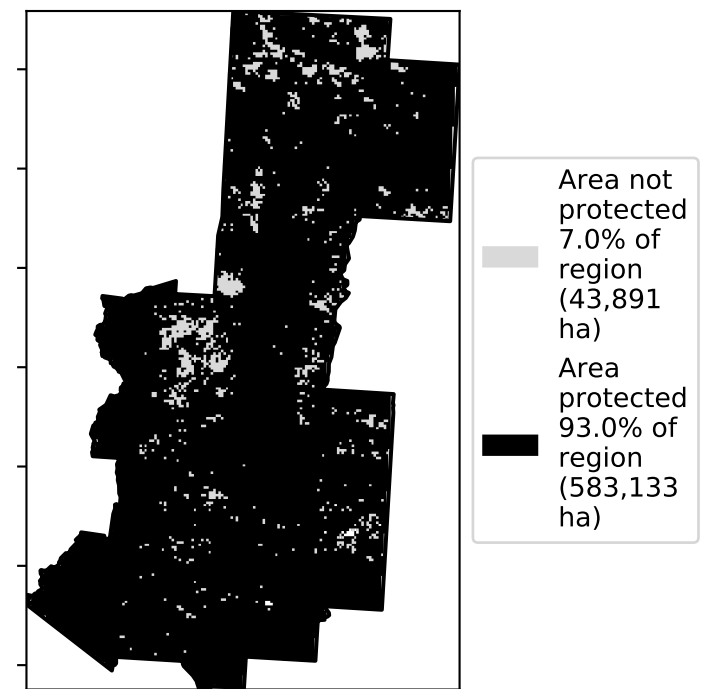 Area not
protected
7.0% of
region
(43,891
ha)
Area
protected
93.0% of
region
(583,133
ha)